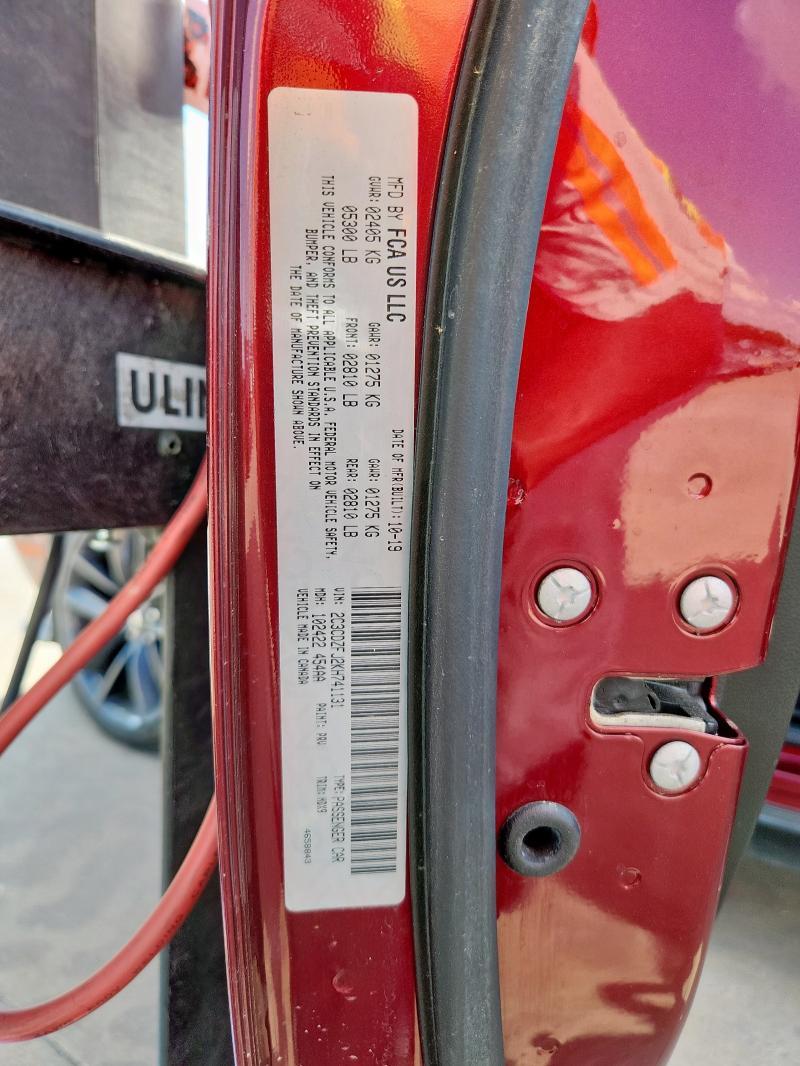 MFD BY FCA US LLC
DATE OF MFR(BUILT): 10-19
GVWR: 02405 KG GAWR: 01275 KG GAWR: 01275 KG
05300 LB FRONT: 02810 LB REAR: 02810 LB
THIS VEHICLE CONFORMS TO ALL APPLICABLE U.S.A. FEDERAL MOTOR VEHICLE SAFETY,
BUMPER, AND THEFT PREVENTION STANDARDS IN EFFECT ON
THE DATE OF MANUFACTURE SHOWN ABOVE.
VIN: 2C3CDZFJ2KH741131 TYPE: PASSENGER CAR
MDH: 102422 454AA PAINT: PRV TRIM: MDX9
VEHICLE MADE IN CANADA 4658843
ULIN